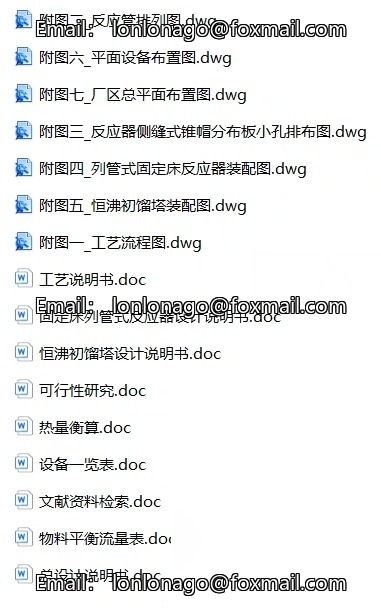 附图二_反应管排列图.dwg
Email: lonlonago@foxmail.com
附图六_平面设备布置图.dwg
附图七_厂区总平面布置图.dwg
附图三_反应器侧缝式锥帽分布板小孔排布图.dwg
附图四_列管式固定床反应器装配图.dwg
附图五_恒沸初馏塔装配图.dwg
附图一_工艺流程图.dwg
工艺说明书.doc
Email: lonlonago@foxmail.com
固定床列管式反应器设计说明书.doc
恒沸初馏塔设计说明书.doc
可行性研究.doc
热量衡算.doc
设备一览表.doc
文献资料检索.doc
物料平衡流量表.doc
总设计说明书.doc
Email: lonlonago@foxmail.com